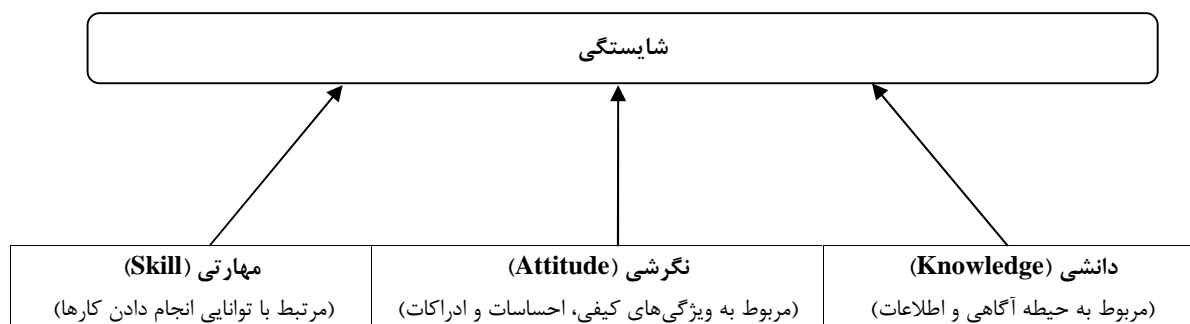 شایستگی
دانشی (Knowledge)
(مربوط به حیطه آگاهی و اطلاعات)
نگرشی (Attitude)
(مربوط به ویژگی‌های کیفی، احساسات و ادراکات)
مهارتی (Skill)
(مرتبط با توانایی انجام دادن کارها)